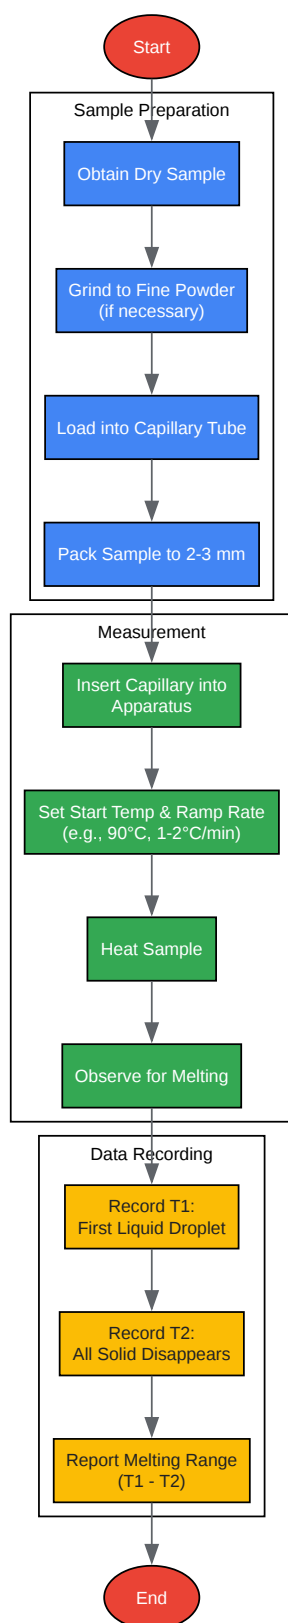 Start
Sample Preparation
Obtain Dry Sample
Grind to Fine Powder
(if necessary)
Load into Capillary Tube
Pack Sample to 2-3 mm
Measurement
Insert Capillary into
Apparatus
Set Start Temp & Ramp Rate
(e.g., 90°C, 1-2°C/min)
Heat Sample
Observe for Melting
Data Recording
Record T1:
First Liquid Droplet
Record T2:
All Solid Disappears
Report Melting Range
(T1 - T2)
End